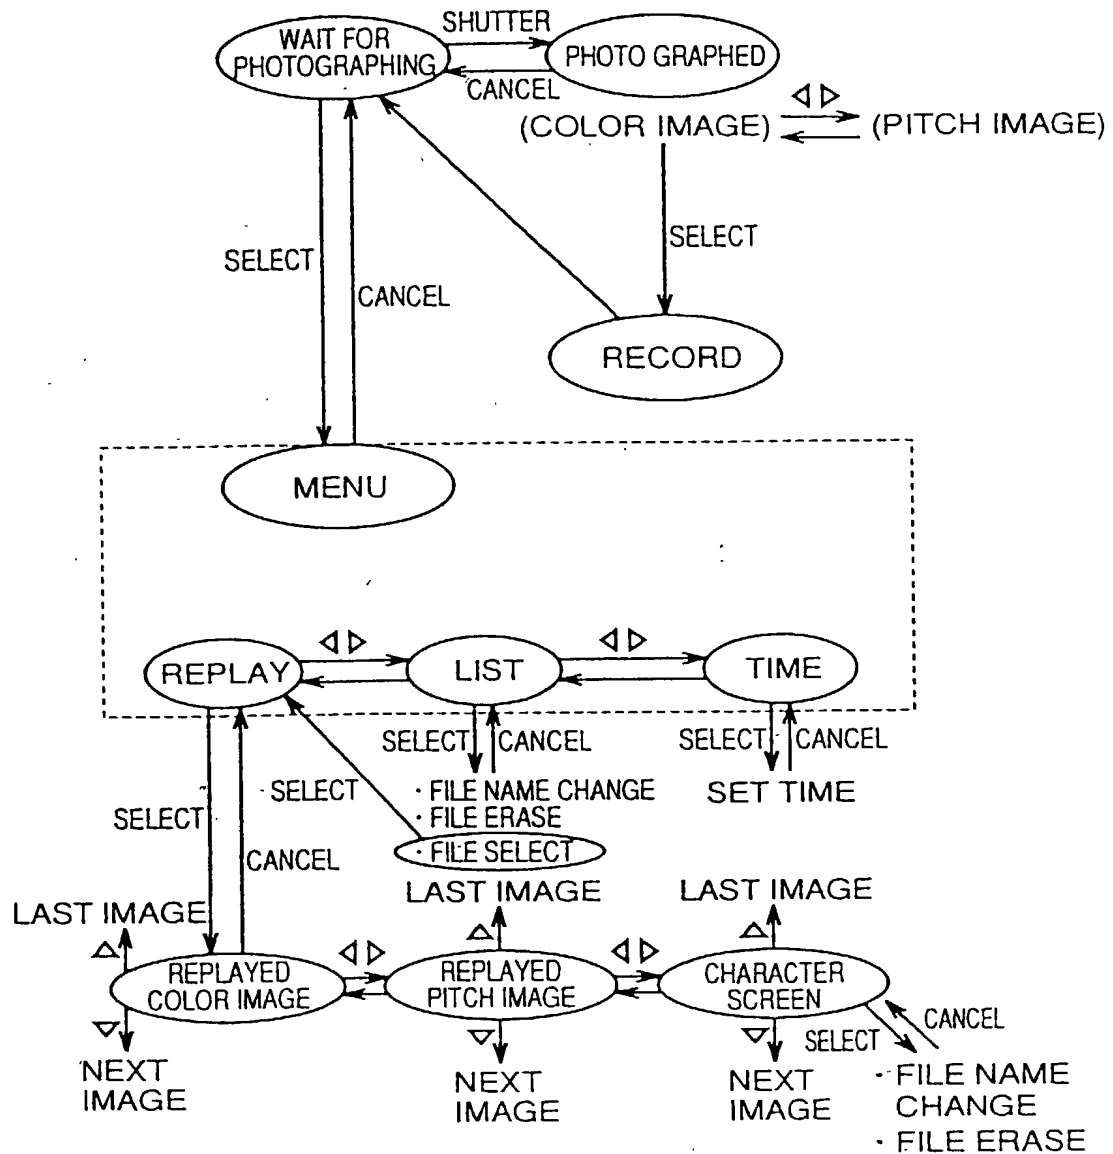 SHUTTER
WAIT FOR
PHOTOGRAPHING
PHOTO GRAPHED
CANCEL
◁ ▷
(COLOR IMAGE)
(PITCH IMAGE)
SELECT
SELECT
CANCEL
RECORD
MENU
◁ ▷
◁ ▷
REPLAY
LIST
TIME
SELECT
CANCEL
SELECT
CANCEL
SELECT
· FILE NAME CHANGE
· FILE ERASE
· FILE SELECT
SET TIME
SELECT
CANCEL
LAST IMAGE
LAST IMAGE
LAST IMAGE
△
△
△
◁ ▷
◁ ▷
REPLAYED
COLOR IMAGE
REPLAYED
PITCH IMAGE
CHARACTER
SCREEN
▽
▽
▽
SELECT
CANCEL
NEXT
IMAGE
NEXT
IMAGE
NEXT
IMAGE
· FILE NAME
CHANGE
· FILE ERASE